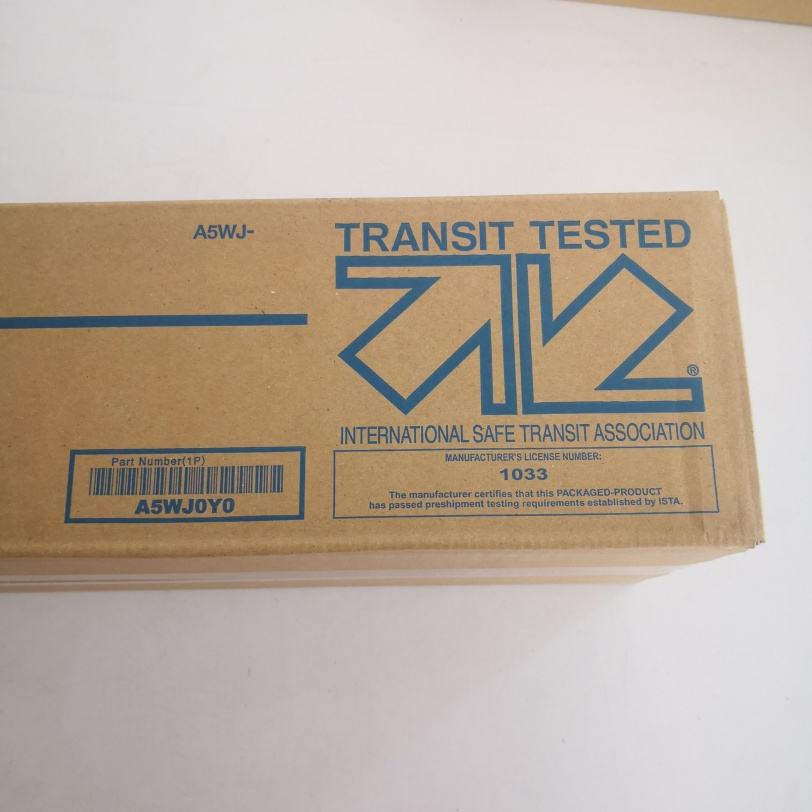 A5WJ-
TRANSIT TESTED
®
INTERNATIONAL SAFE TRANSIT ASSOCIATION
MANUFACTURER'S LICENSE NUMBER:
1033
The manufacturer certifies that this PACKAGED-PRODUCT
has passed preshipment testing requirements established by ISTA.
Part Number(1P)
A5WJ0Y0